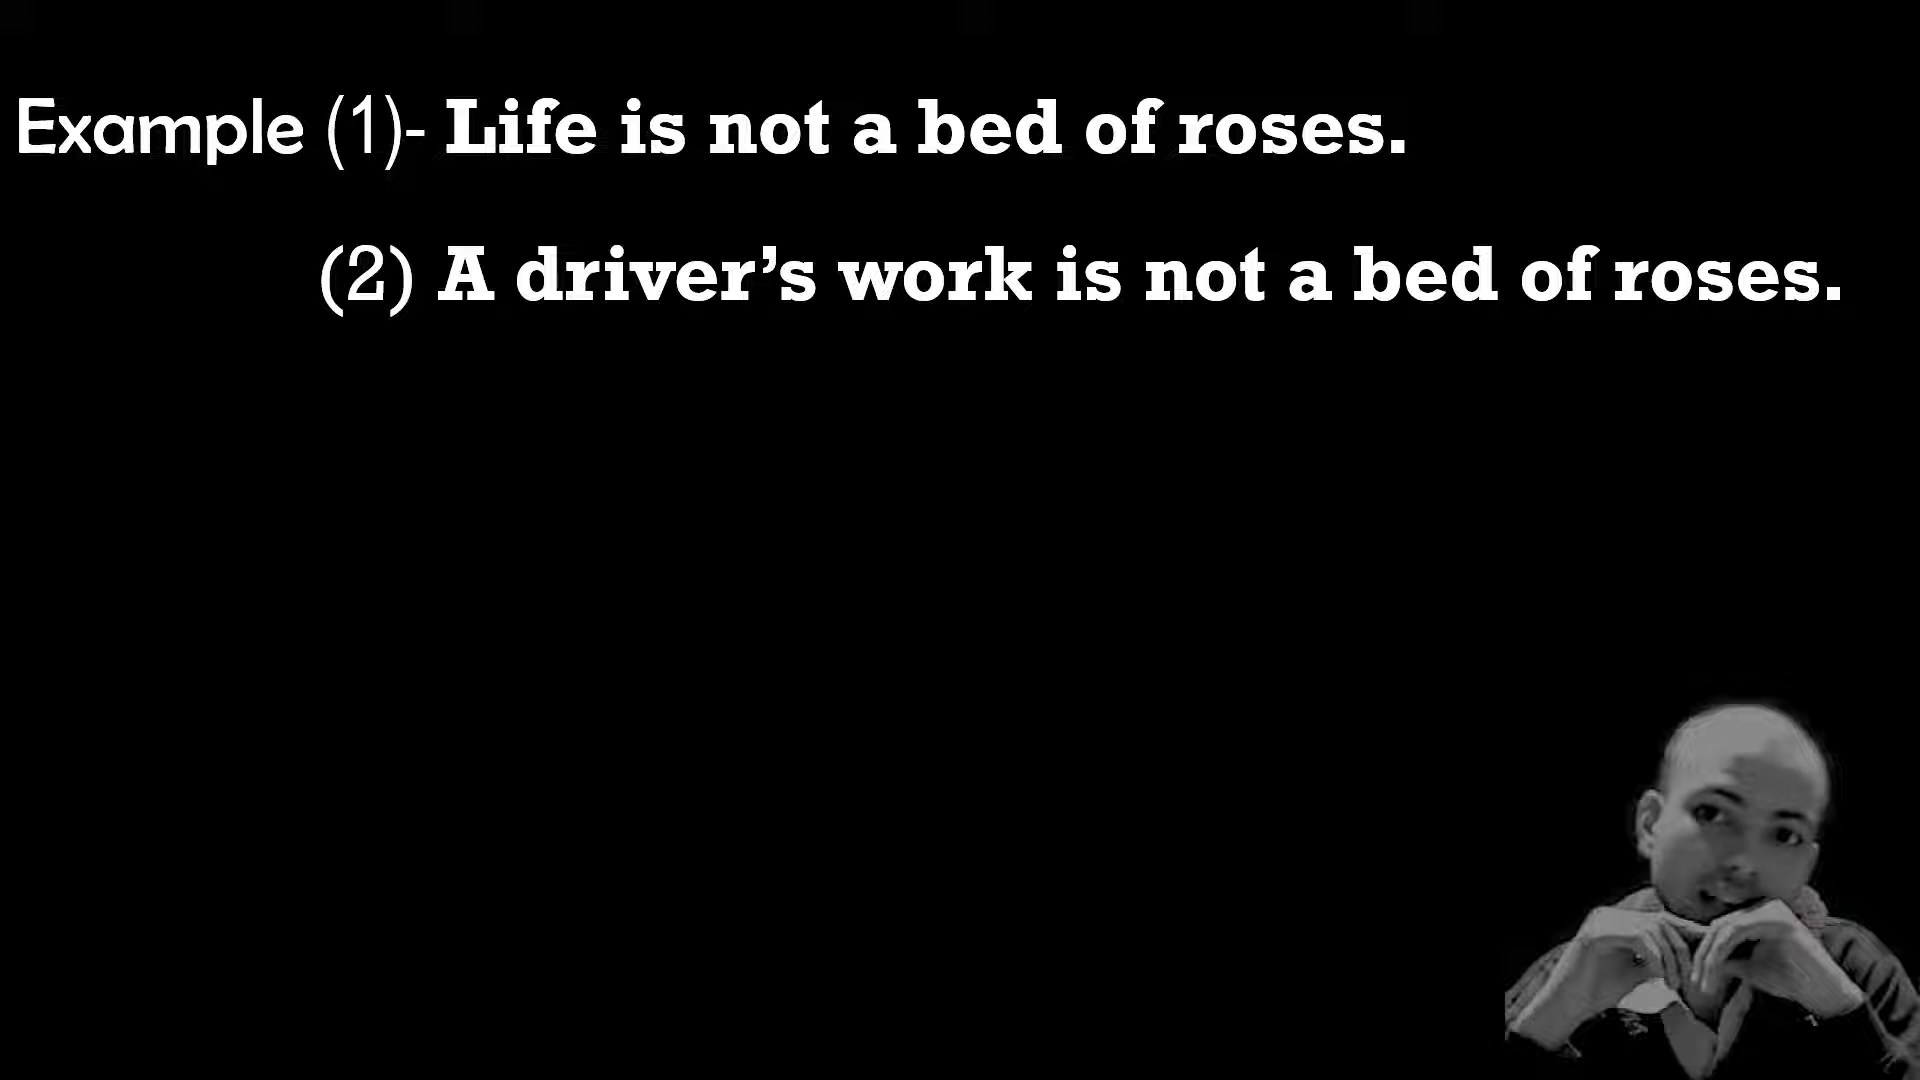 Example (1)- Life is not a bed of roses.
(2) A driver’s work is not a bed of roses.